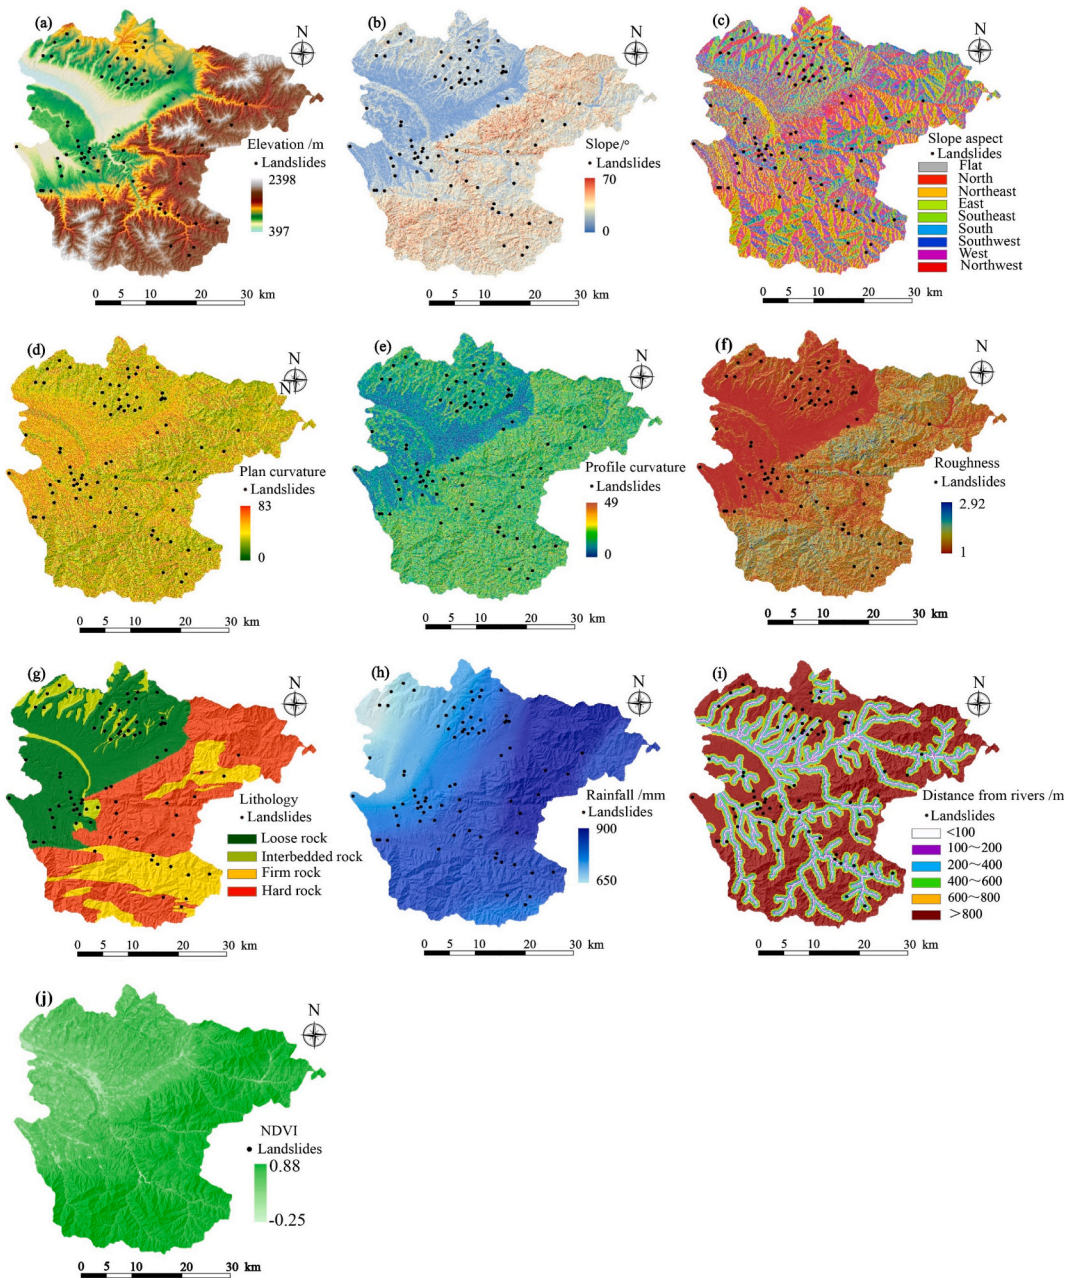 (a)
N
Elevation /m
• Landslides
2398
397
0 5 10 20 30 km
(b)
N
Slope/°
• Landslides
70
0
0 5 10 20 30 km
(c)
N
Slope aspect
• Landslides
Flat
North
Northeast
East
Southeast
South
Southwest
West
Northwest
0 5 10 20 30 km
(d)
N
N
Plan curvature
• Landslides
83
0
0 5 10 20 30 km
(e)
N
Profile curvature
• Landslides
49
0
0 5 10 20 30 km
(f)
N
Roughness
• Landslides
2.92
1
0 5 10 20 30 km
(g)
N
Lithology
• Landslides
Loose rock
Interbedded rock
Firm rock
Hard rock
0 5 10 20 30 km
(h)
N
Rainfall /mm
• Landslides
900
650
0 5 10 20 30 km
(i)
N
Distance from rivers /m
• Landslides
<100
100～200
200～400
400～600
600～800
＞800
0 5 10 20 30 km
(j)
N
NDVI
• Landslides
0.88
-0.25
0 5 10 20 30 km